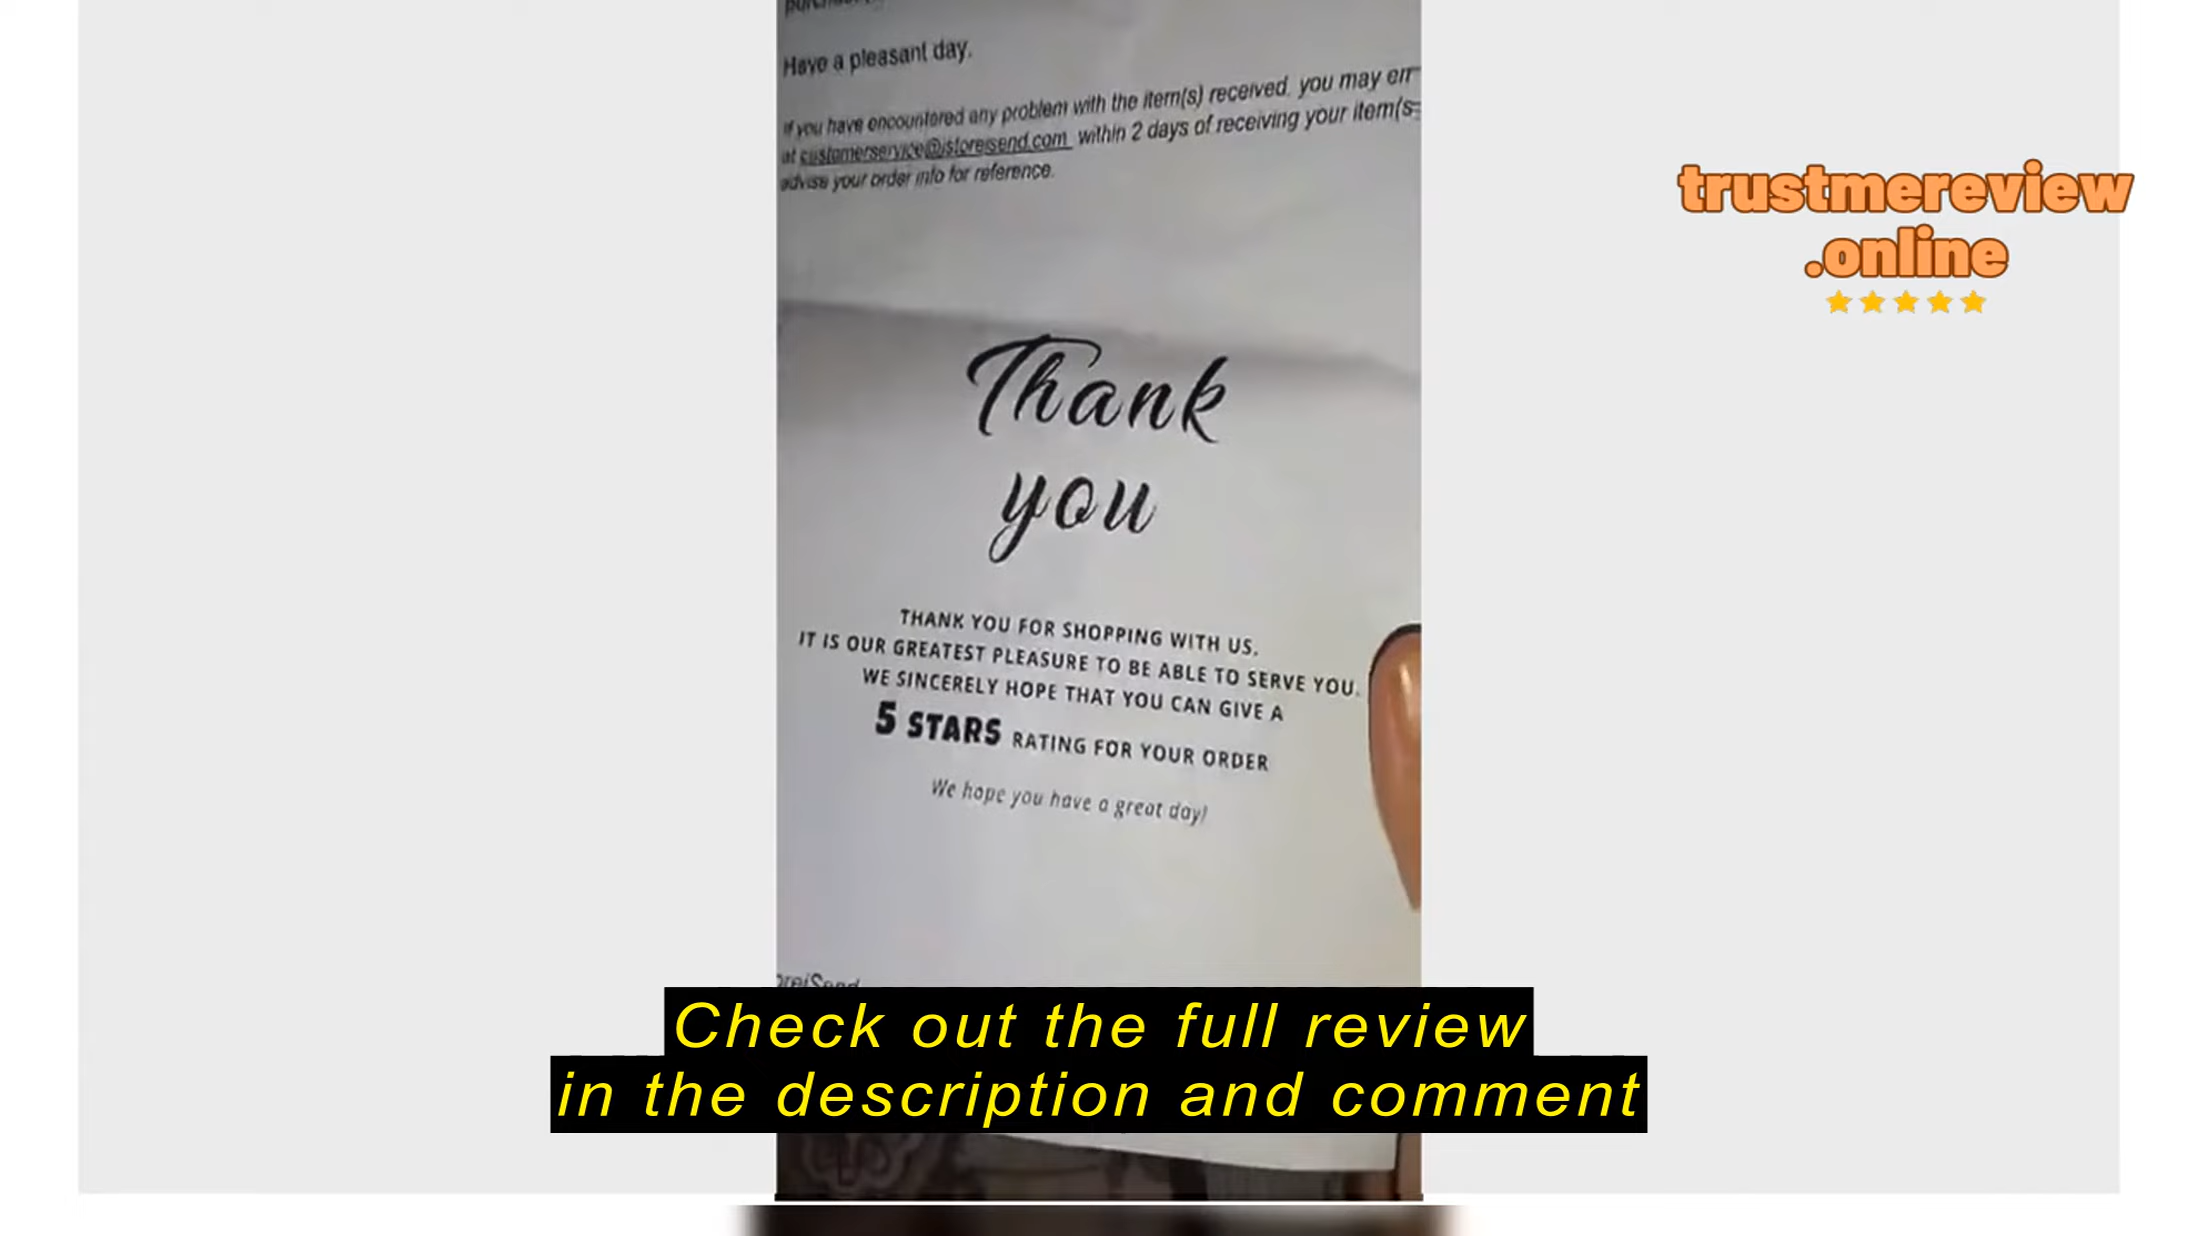 Have a pleasant day.
If you have encountered any problem with the item(s) received, you may
at customerservice@istoreisend.com within 2 days of receiving your item(s
advise your order info for reference.
trustmereview
.online
Thank
you
THANK YOU FOR SHOPPING WITH US.
IT IS OUR GREATEST PLEASURE TO BE ABLE TO SERVE YOU.
WE SINCERELY HOPE THAT YOU CAN GIVE A
5 STARS RATING FOR YOUR ORDER
We hope you have a great day!
Check out the full review
in the description and comment